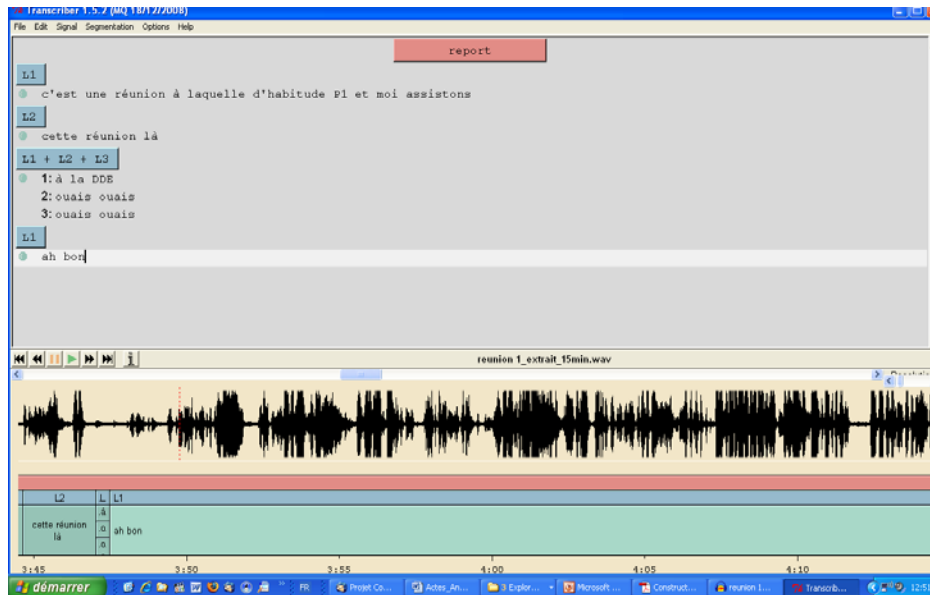 Transcriber 1.5.2 (MQ 18/12/2008)
File Edit Signal Segmentation Options Help
report
L1
c'est une réunion à laquelle d'habitude P1 et moi assistons
L2
cette réunion là
L1 + L2 + L3
1: à la DDE
2: ouais ouais
3: ouais ouais
L1
ah bon
reunion 1_extrait_15min.wav
L2 L L1
cette réunion
là
.à
.o
.o
ah bon
3:45 3:50 3:55 4:00 4:05 4:10
démarrer FR Projet Co... Actes_An... 3 Explor... Microsoft ... Construct... reunion 1... Transcrib...